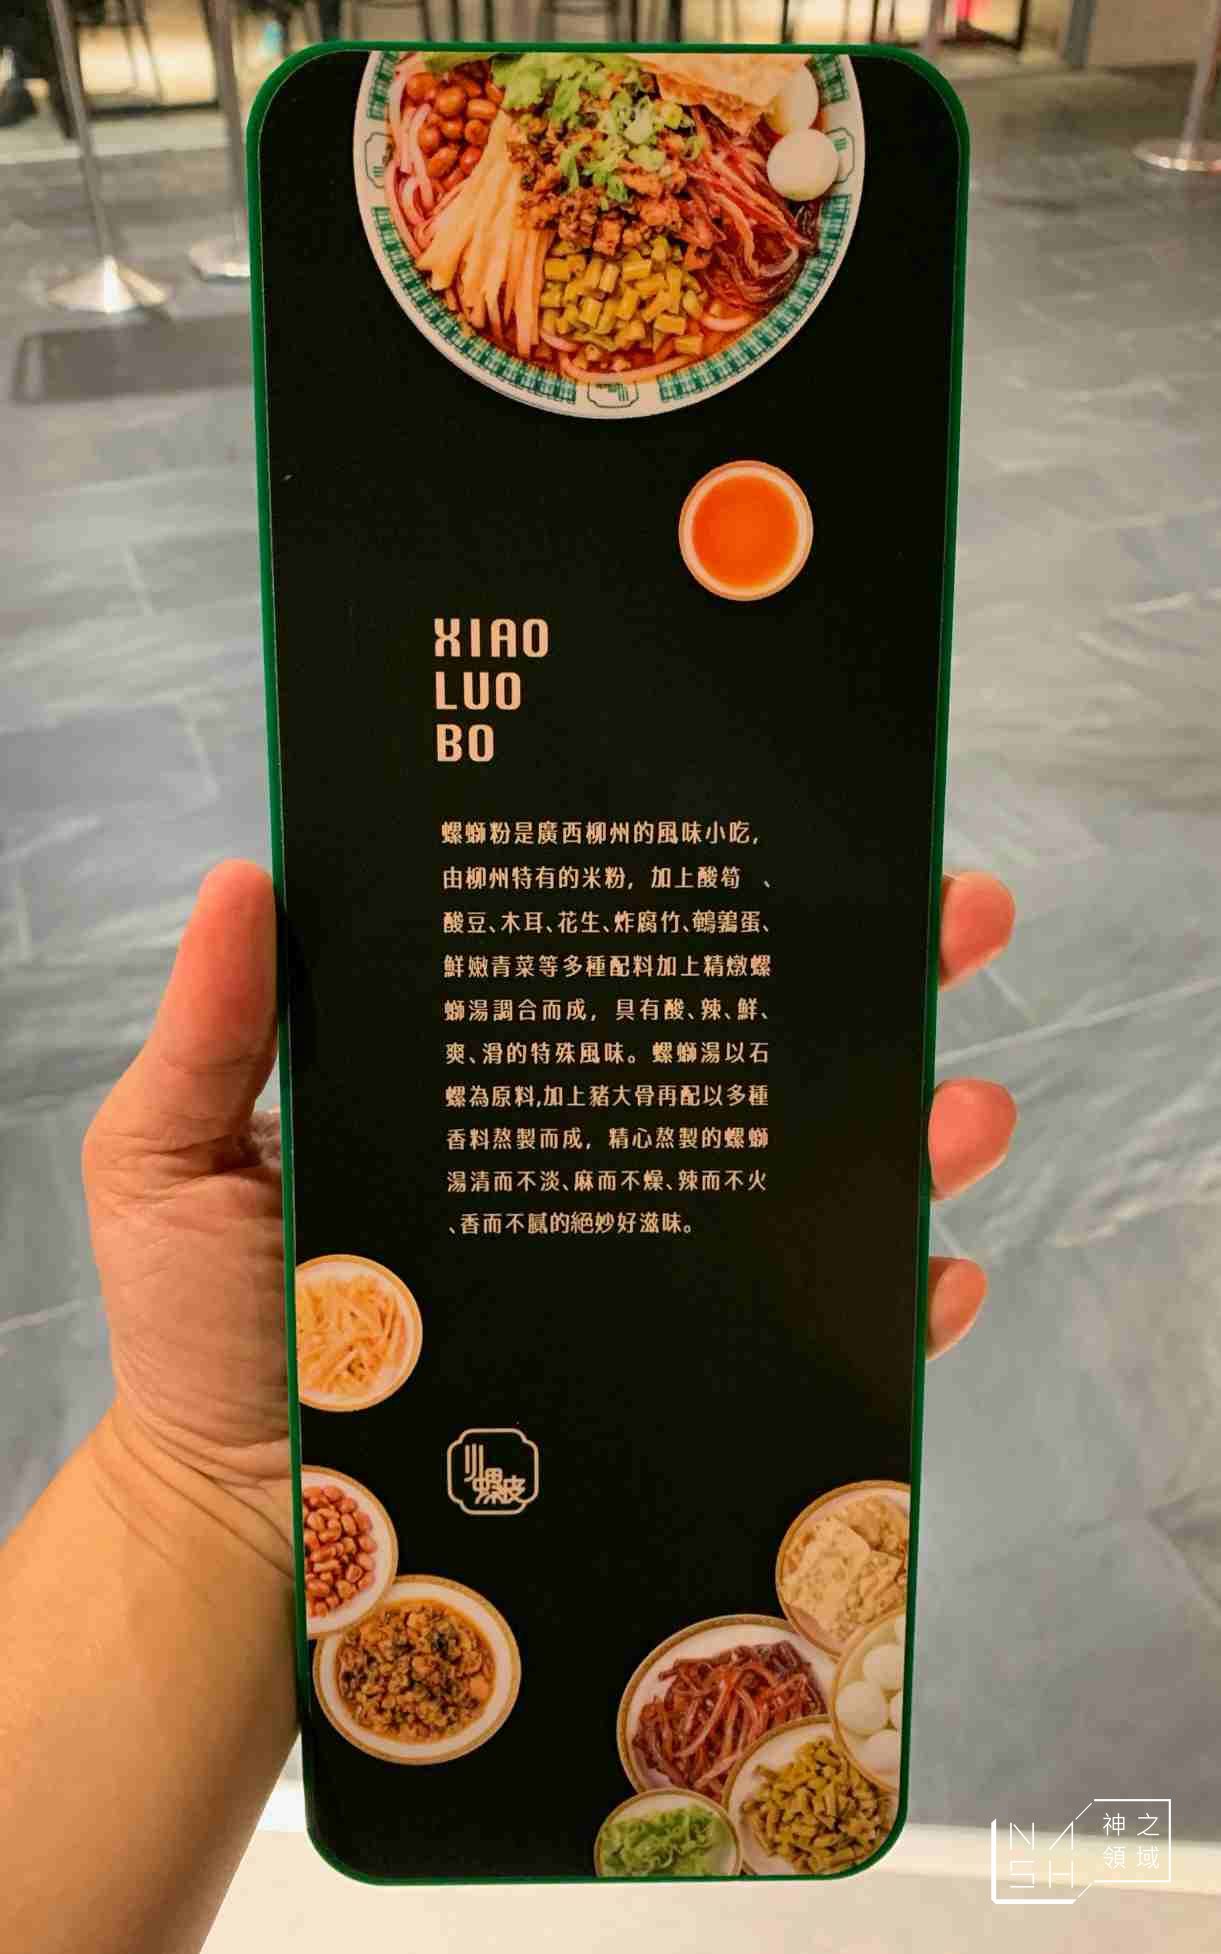 XIAO
LUO
BO
螺螄粉是廣西柳州的風味小吃，
由柳州特有的米粉，加上酸筍 、
酸豆、木耳、花生、炸腐竹、鵪鶉蛋、
鮮嫩青菜等多種配料加上精燉螺
螄湯調合而成，具有酸、辣、鮮、
爽、滑的特殊風味。螺螄湯以石
螺為原料,加上豬大骨再配以多種
香料熬製而成，精心熬製的螺螄
湯清而不淡、麻而不燥、辣而不火
、香而不膩的絕妙好滋味。
小螺波
NASH
神之
領域